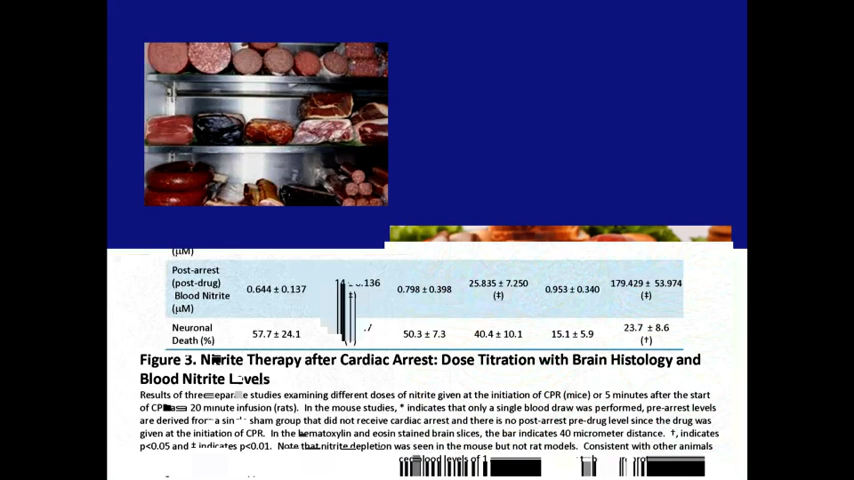 (μM)
Post-arrest
(post-drug)
Blood Nitrite
(μM)
0.644 ± 0.137
0.798 ± 0.398
25.835 ± 7.250
(‡)
0.953 ± 0.340
179.429 ± 53.974
(‡)
Neuronal
Death (%)
57.7 ± 24.1
50.3 ± 7.3
40.4 ± 10.1
15.1 ± 5.9
23.7 ± 8.6
(†)
Figure 3. Nitrite Therapy after Cardiac Arrest: Dose Titration with Brain Histology and
Blood Nitrite Levels
Results of three separate studies examining different doses of nitrite given at the initiation of CPR (mice) or 5 minutes after the start
of CPR 20 minute infusion (rats). In the mouse studies, * indicates that only a single blood draw was performed, pre-arrest levels
are derived from a sham group that did not receive cardiac arrest and there is no post-arrest pre-drug level since the drug was
given at the initiation of CPR. In the hematoxylin and eosin stained brain slices, the bar indicates 40 micrometer distance. †, indicates
p<0.05 and ‡ indicates p<0.01. Note that nitrite depletion was seen in the mouse but not rat models. Consistent with other animals
blood levels of 1